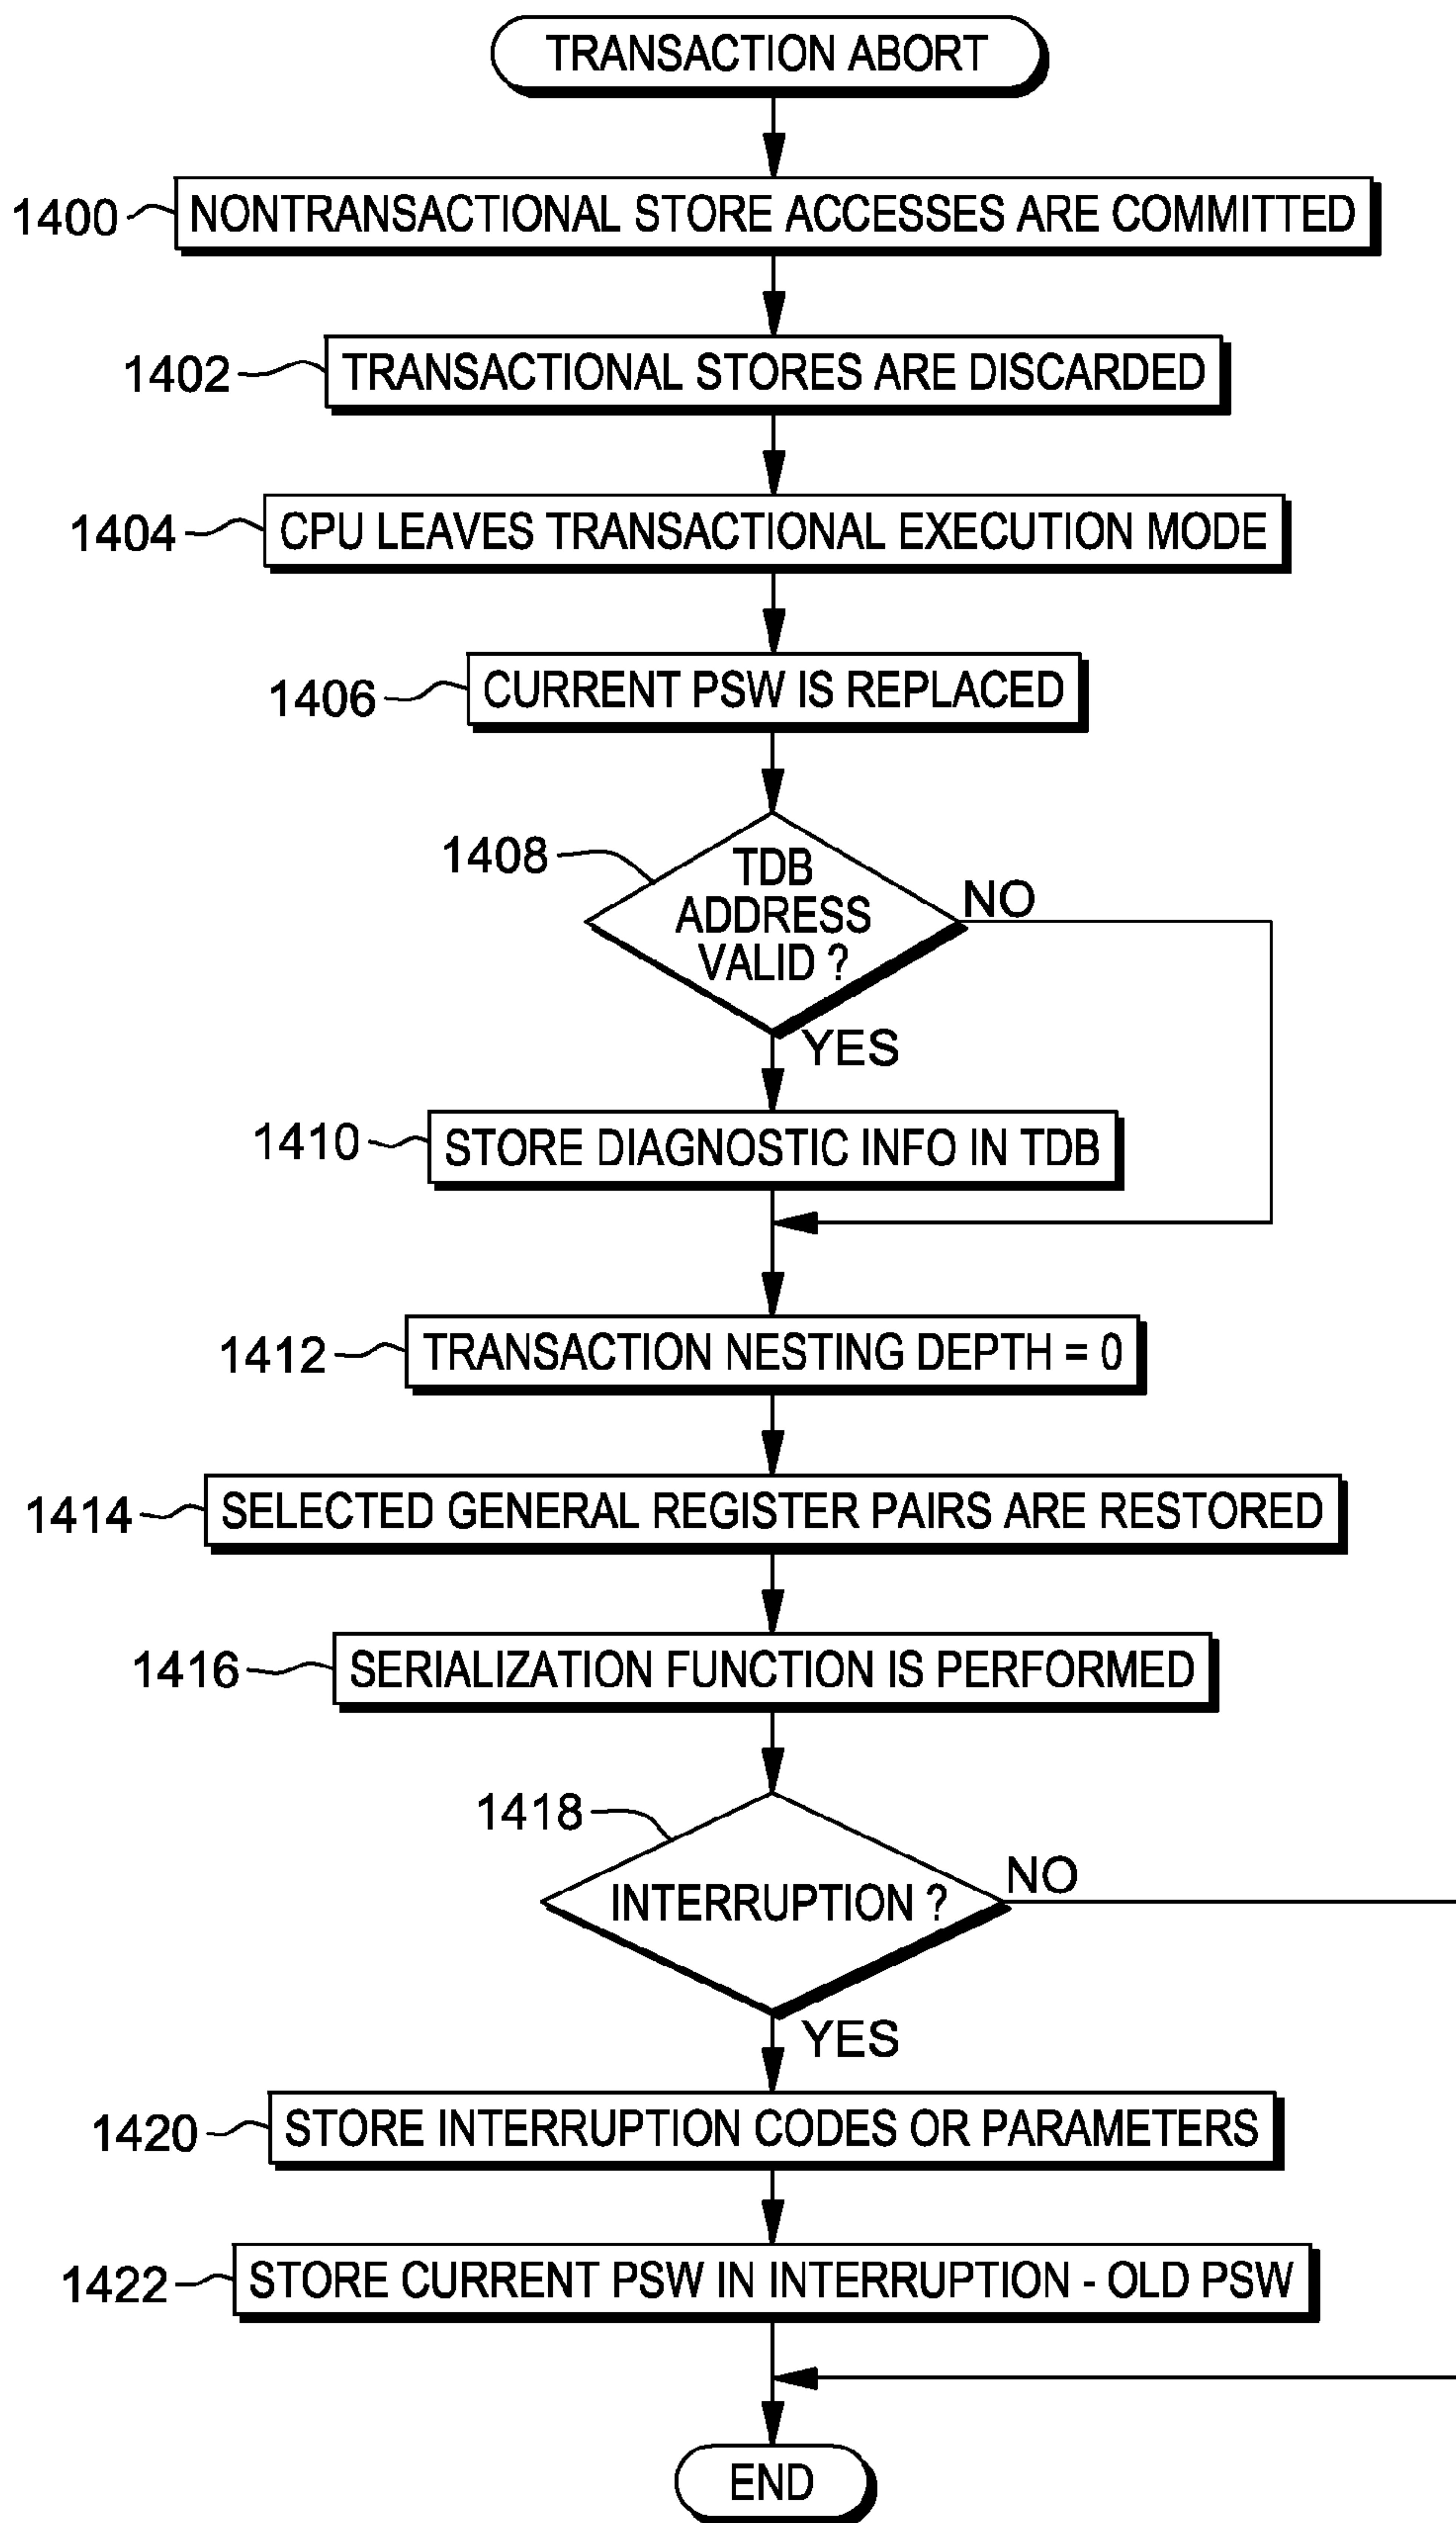 TRANSACTION ABORT
1400
NONTRANSACTIONAL STORE ACCESSES ARE COMMITTED
1402
TRANSACTIONAL STORES ARE DISCARDED
1404
CPU LEAVES TRANSACTIONAL EXECUTION MODE
1406
CURRENT PSW IS REPLACED
1408
TDB
ADDRESS
VALID ?
NO
YES
1410
STORE DIAGNOSTIC INFO IN TDB
1412
TRANSACTION NESTING DEPTH = 0
1414
SELECTED GENERAL REGISTER PAIRS ARE RESTORED
1416
SERIALIZATION FUNCTION IS PERFORMED
1418
INTERRUPTION ?
NO
YES
1420
STORE INTERRUPTION CODES OR PARAMETERS
1422
STORE CURRENT PSW IN INTERRUPTION - OLD PSW
END